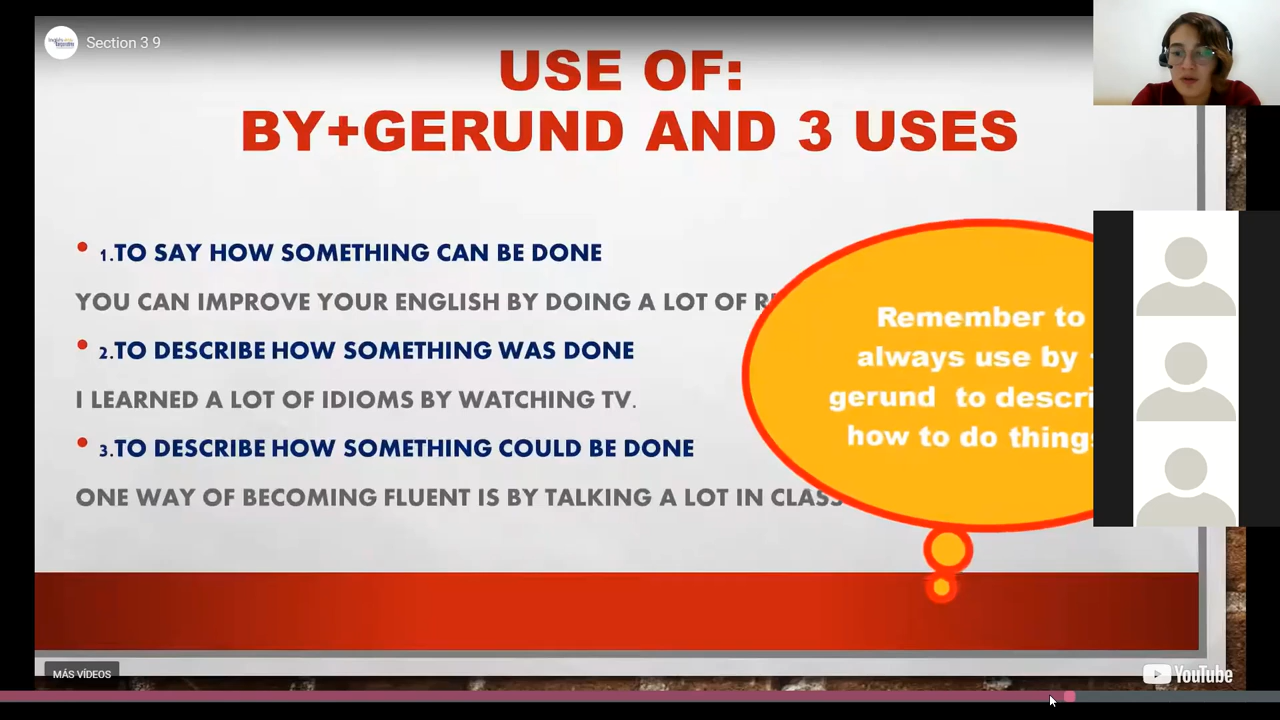 Section 3 9
USE OF:
BY+GERUND AND 3 USES
1.TO SAY HOW SOMETHING CAN BE DONE
YOU CAN IMPROVE YOUR ENGLISH BY DOING A LOT OF
2.TO DESCRIBE HOW SOMETHING WAS DONE
I LEARNED A LOT OF IDIOMS BY WATCHING TV.
3.TO DESCRIBE HOW SOMETHING COULD BE DONE
ONE WAY OF BECOMING FLUENT IS BY TALKING A LOT IN CLASS
Remember to
always use by
gerund to descri
how to do things
MÁS VÍDEOS
YouTube